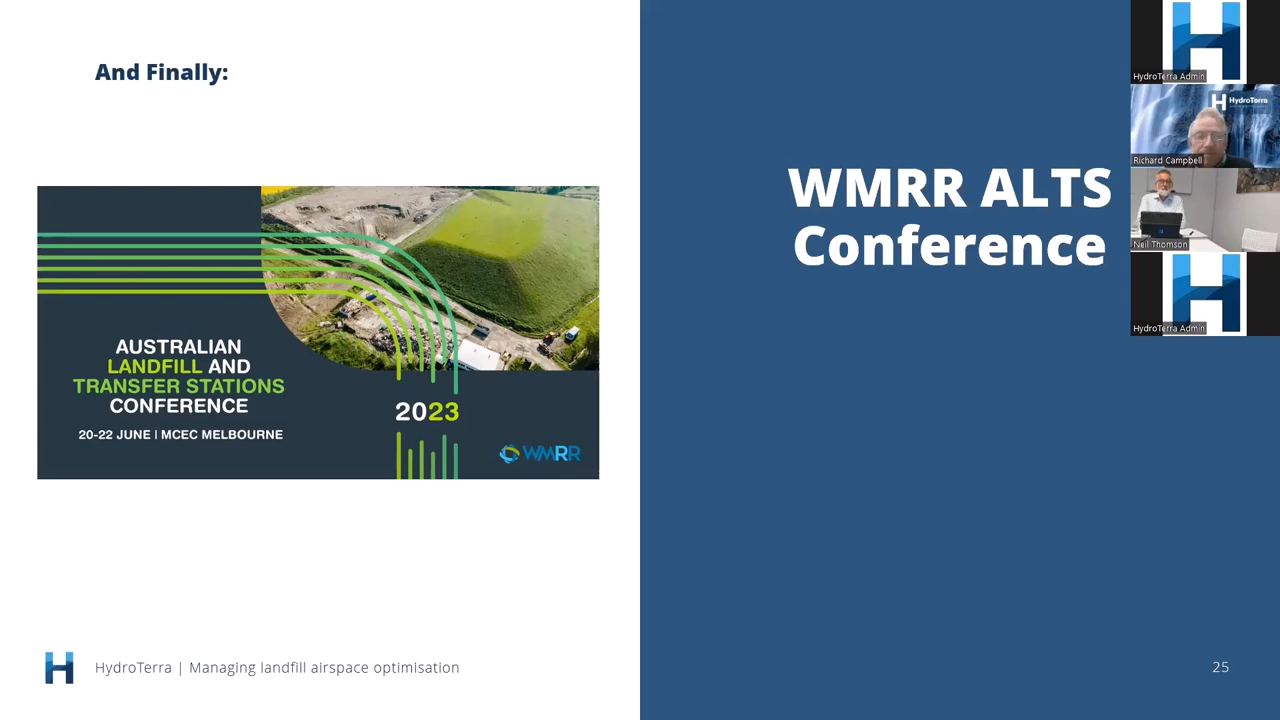 And Finally:
AUSTRALIAN
LANDFILL AND
TRANSFER STATIONS
CONFERENCE
20-22 JUNE | MCEC MELBOURNE
2023
WMRR
WMRR ALTS
Conference
HydroTerra Admin
HydroTerra
Richard Campbell
Neil Thomson
HydroTerra Admin
HydroTerra | Managing landfill airspace optimisation
25